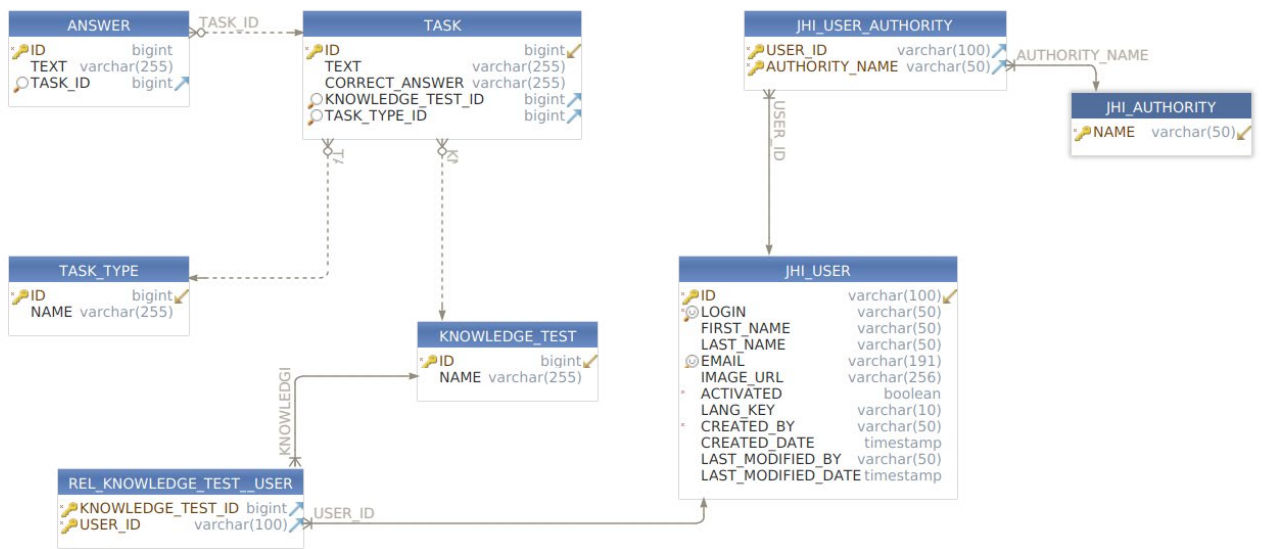 ANSWER
ID bigint
TEXT varchar(255)
TASK_ID bigint
TASK_ID
TASK
ID bigint
TEXT varchar(255)
CORRECT_ANSWER varchar(255)
KNOWLEDGE_TEST_ID bigint
TASK_TYPE_ID bigint
JHI_USER_AUTHORITY
USER_ID varchar(100)
AUTHORITY_NAME varchar(50)
AUTHORITY_NAME
JHI_AUTHORITY
NAME varchar(50)
USER_ID
TASK_TYPE
ID bigint
NAME varchar(255)
KNOWLEDGE_TEST
ID bigint
NAME varchar(255)
JHI_USER
ID varchar(100)
LOGIN varchar(50)
FIRST_NAME varchar(50)
LAST_NAME varchar(50)
EMAIL varchar(191)
IMAGE_URL varchar(256)
ACTIVATED boolean
LANG_KEY varchar(10)
CREATED_BY varchar(50)
CREATED_DATE timestamp
LAST_MODIFIED_BY varchar(50)
LAST_MODIFIED_DATE timestamp
REL_KNOWLEDGE_TEST__USER
KNOWLEDGE_TEST_ID bigint
USER_ID varchar(100)
USER_ID